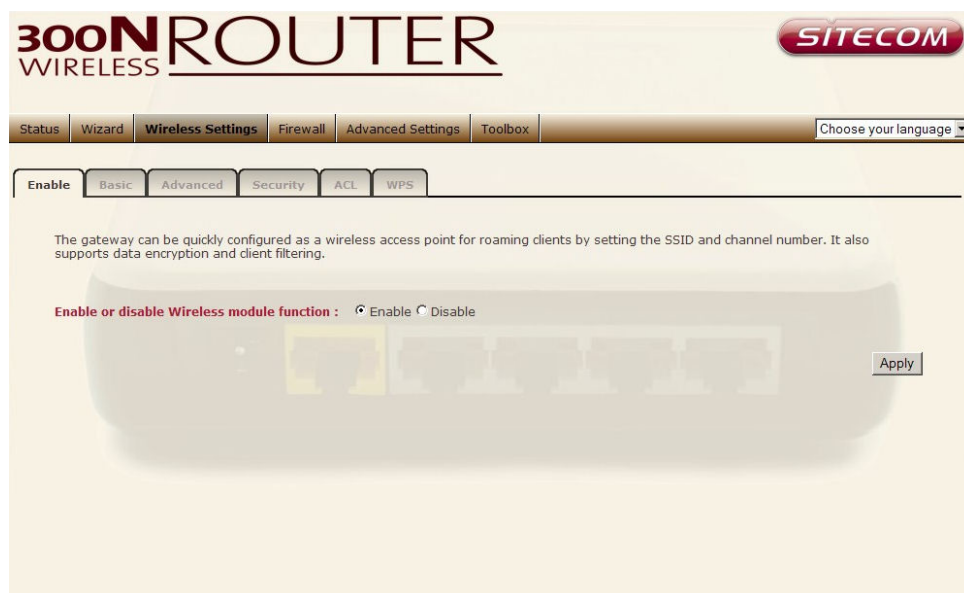 300N ROUTER
WIRELESS
SITECOM
Status Wizard Wireless Settings Firewall Advanced Settings Toolbox Choose your language
Enable Basic Advanced Security ACL WPS
The gateway can be quickly configured as a wireless access point for roaming clients by setting the SSID and channel number. It also
supports data encryption and client filtering.
Enable or disable Wireless module function : Enable Disable
Apply